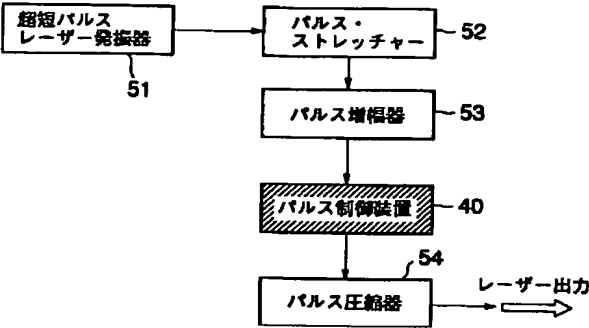 超短パルス
レーザー発振器
51
パルス・
ストレッチャー
52
パルス増幅器
53
パルス制御装置
40
54
パルス圧縮器
レーザー出力